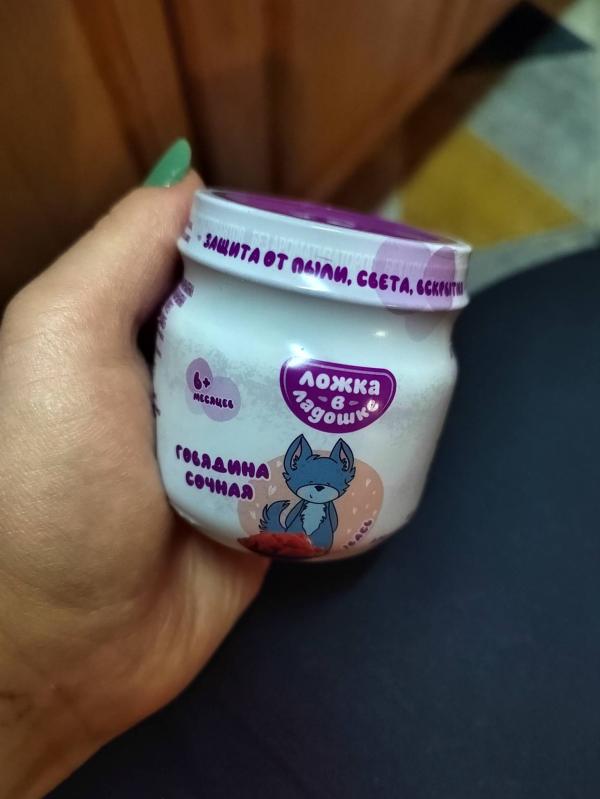 ЗАЩИТА ОТ ПЫЛИ, СВЕТА, ВСКРЫТИЯ
6+
месяцев
ложка
в
ладошке
ГОВЯДИНА
СОЧНАЯ